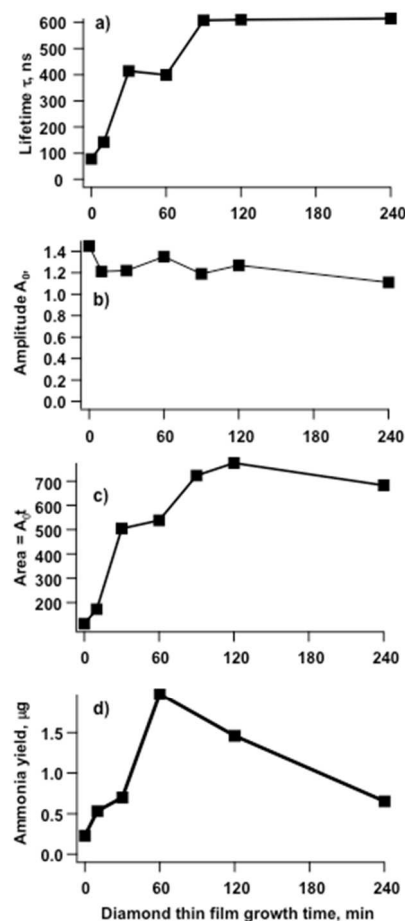 a)
Lifetime τ, ns
600
500
400
300
200
100
0
0 60 120 180 240
b)
Amplitude A₀,
1.4
1.2
1.0
0.8
0.6
0.4
0.2
0.0
0 60 120 180 240
c)
Area = A₀t
700
600
500
400
300
200
0 60 120 180 240
d)
Ammonia yield, μg
1.5
1.0
0.5
0.0
0 60 120 180 240
Diamond thin film growth time, min